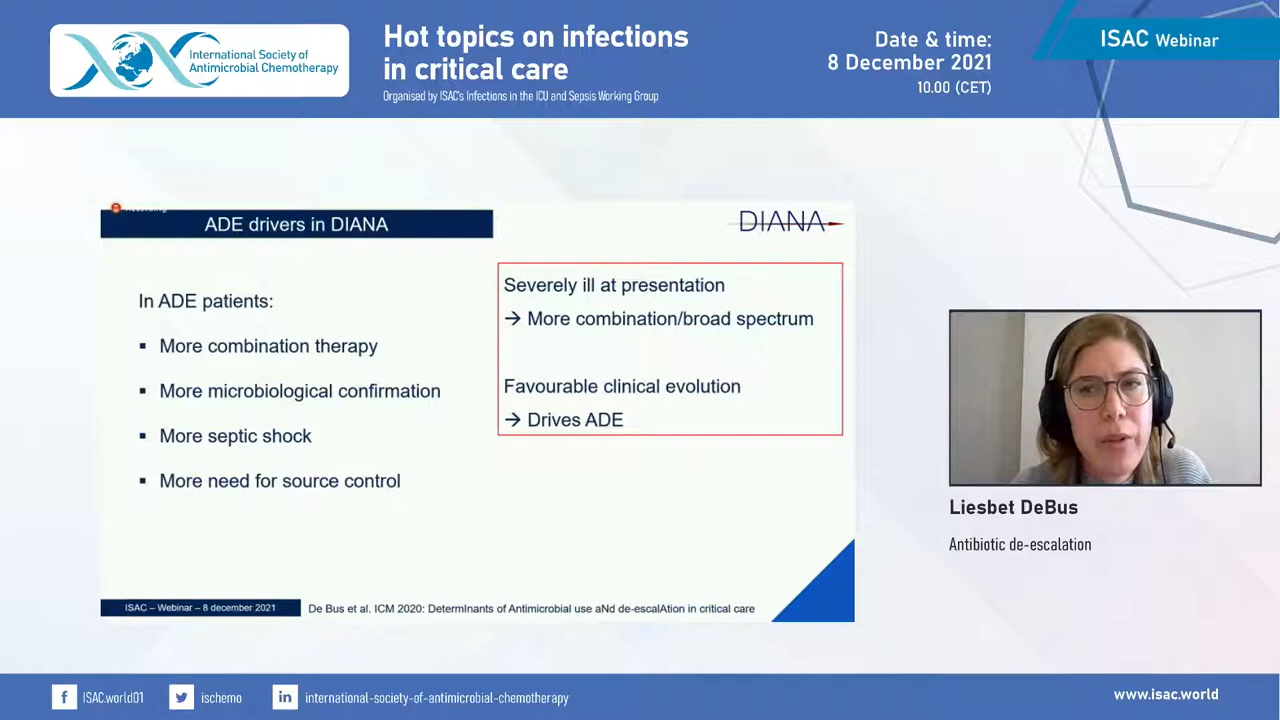 International Society of
Antimicrobial Chemotherapy
Hot topics on infections
in critical care
Organised by ISAC's Infections in the ICU and Sepsis Working Group
Date & time:
8 December 2021
10.00 (CET)
ISAC Webinar
ADE drivers in DIANA
DIANA
In ADE patients:
▪ More combination therapy
▪ More microbiological confirmation
▪ More septic shock
▪ More need for source control
Severely ill at presentation
→ More combination/broad spectrum
Favourable clinical evolution
→ Drives ADE
ISAC – Webinar – 8 december 2021
De Bus et al. ICM 2020: DetermInants of Antimicrobial use aNd de-escalAtion in critical care
Liesbet DeBus
Antibiotic de-escalation
ISAC.world01
ischemo
international-society-of-antimicrobial-chemotherapy
www.isac.world